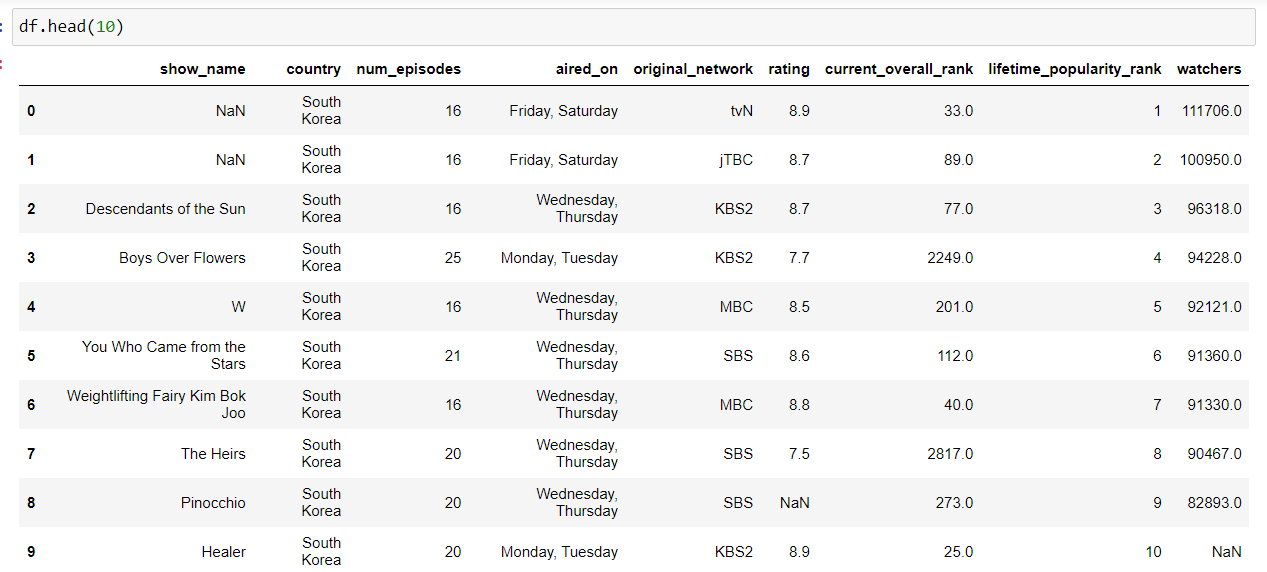 df.head(10)
show_name country num_episodes aired_on original_network rating current_overall_rank lifetime_popularity_rank watchers
0 NaN South Korea 16 Friday, Saturday tvN 8.9 33.0 1 111706.0
1 NaN South Korea 16 Friday, Saturday jTBC 8.7 89.0 2 100950.0
2 Descendants of the Sun South Korea 16 Wednesday, Thursday KBS2 8.7 77.0 3 96318.0
3 Boys Over Flowers South Korea 25 Monday, Tuesday KBS2 7.7 2249.0 4 94228.0
4 W South Korea 16 Wednesday, Thursday MBC 8.5 201.0 5 92121.0
5 You Who Came from the Stars South Korea 21 Wednesday, Thursday SBS 8.6 112.0 6 91360.0
6 Weightlifting Fairy Kim Bok Joo South Korea 16 Wednesday, Thursday MBC 8.8 40.0 7 91330.0
7 The Heirs South Korea 20 Wednesday, Thursday SBS 7.5 2817.0 8 90467.0
8 Pinocchio South Korea 20 Wednesday, Thursday SBS NaN 273.0 9 82893.0
9 Healer South Korea 20 Monday, Tuesday KBS2 8.9 25.0 10 NaN